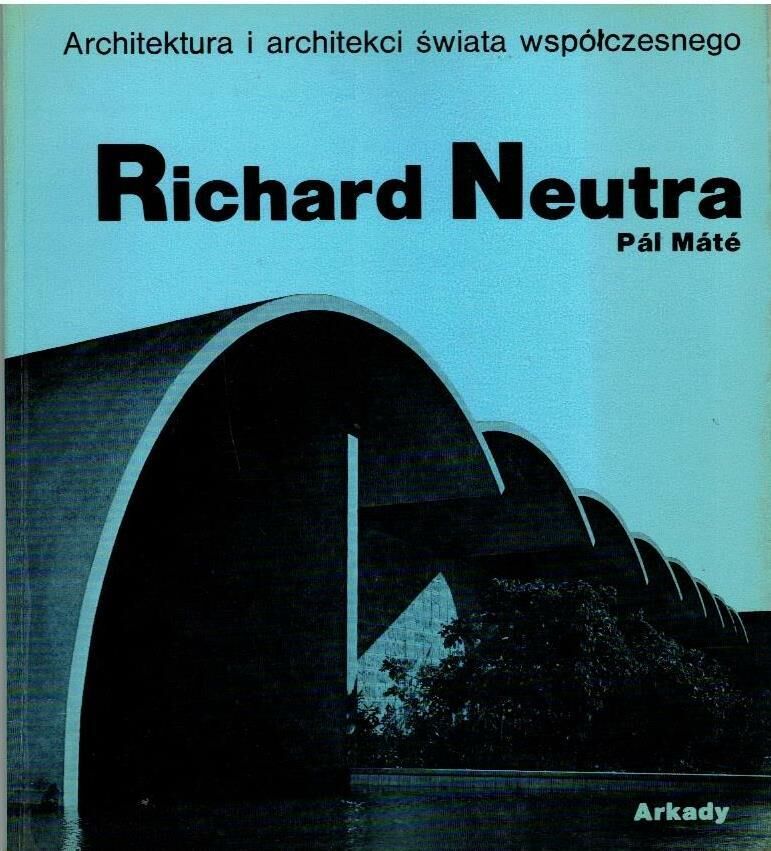 Architektura i architekci świata współczesnego
Richard Neutra
Pál Máté
Arkady